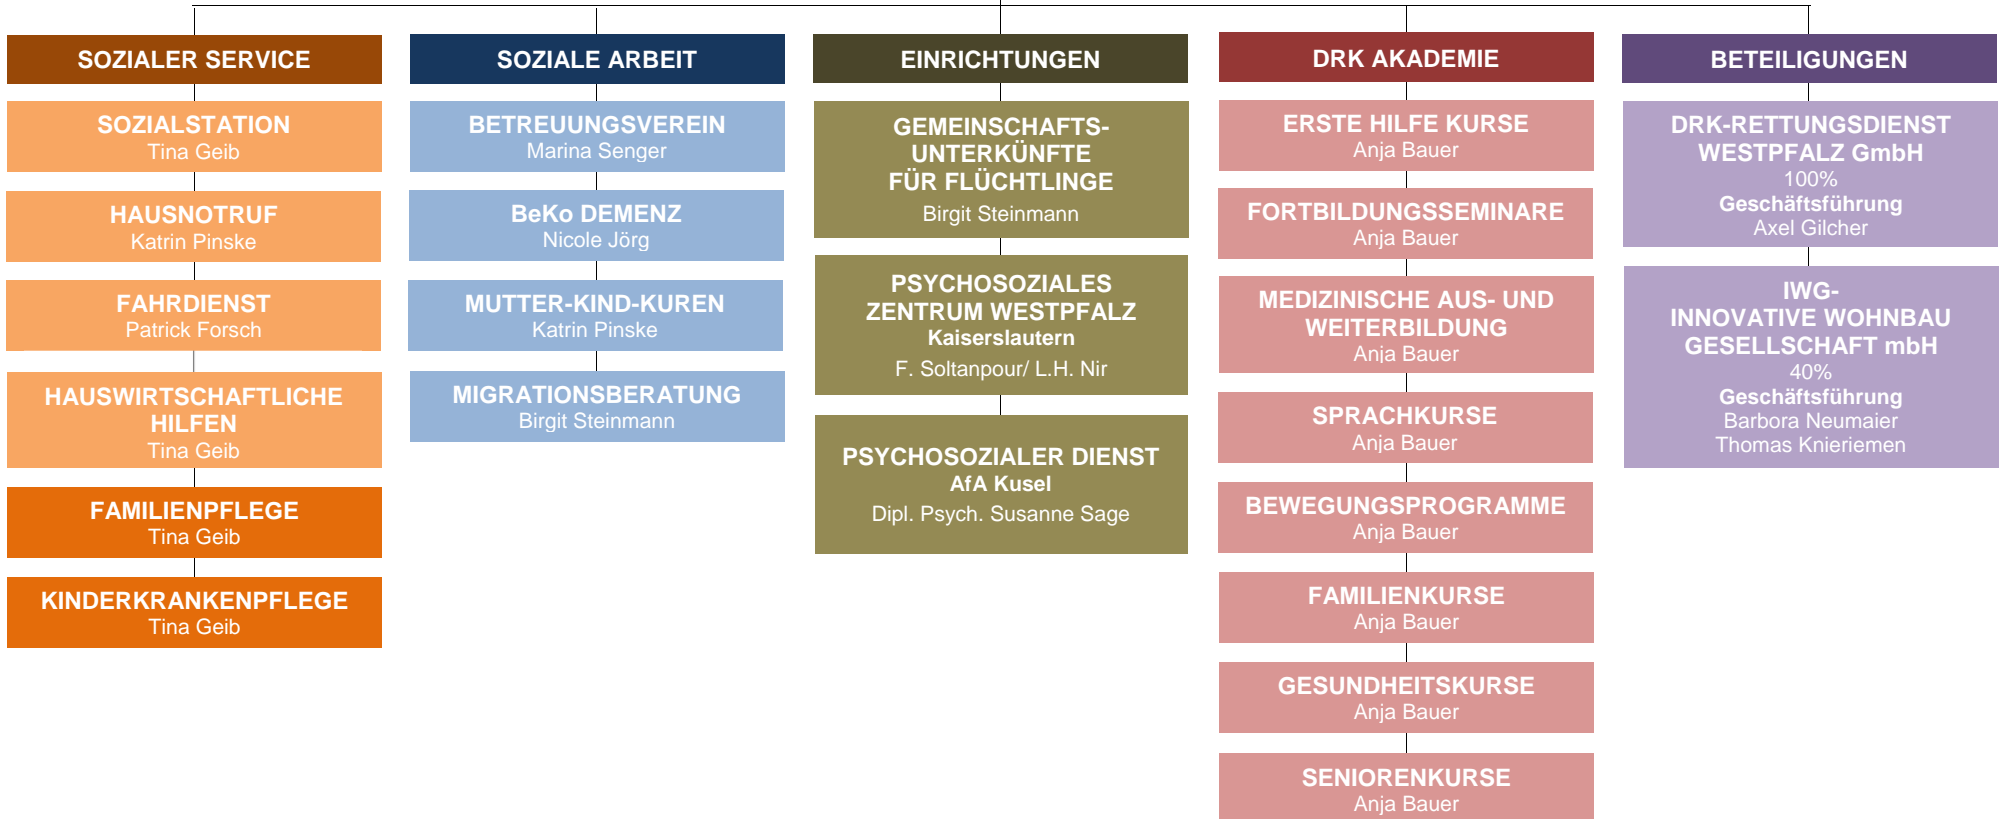 SOZIALER SERVICE
SOZIALSTATION
Tina Geib
HAUSNOTRUF
Katrin Pinske
FAHRDIENST
Patrick Forsch
HAUSWIRTSCHAFTLICHE
HILFEN
Tina Geib
FAMILIENPFLEGE
Tina Geib
KINDERKRANKENPFLEGE
Tina Geib
SOZIALE ARBEIT
BETREUUNGSVEREIN
Marina Senger
BeKo DEMENZ
Nicole Jörg
MUTTER-KIND-KUREN
Katrin Pinske
MIGRATIONSBERATUNG
Birgit Steinmann
EINRICHTUNGEN
GEMEINSCHAFTS-
UNTERKÜNFTE
FÜR FLÜCHTLINGE
Birgit Steinmann
PSYCHOSOZIALES
ZENTRUM WESTPFALZ
Kaiserslautern
F. Soltanpour/ L.H. Nir
PSYCHOSOZIALER DIENST
AfA Kusel
Dipl. Psych. Susanne Sage
DRK AKADEMIE
ERSTE HILFE KURSE
Anja Bauer
FORTBILDUNGSSEMINARE
Anja Bauer
MEDIZINISCHE AUS- UND
WEITERBILDUNG
Anja Bauer
SPRACHKURSE
Anja Bauer
BEWEGUNGSPROGRAMME
Anja Bauer
FAMILIENKURSE
Anja Bauer
GESUNDHEITSKURSE
Anja Bauer
SENIORENKURSE
Anja Bauer
BETEILIGUNGEN
DRK-RETTUNGSDIENST
WESTPFALZ GmbH
100%
Geschäftsführung
Axel Gilcher
IWG-
INNOVATIVE WOHNBAU
GESELLSCHAFT mbH
40%
Geschäftsführung
Barbora Neumaier
Thomas Knieriemen